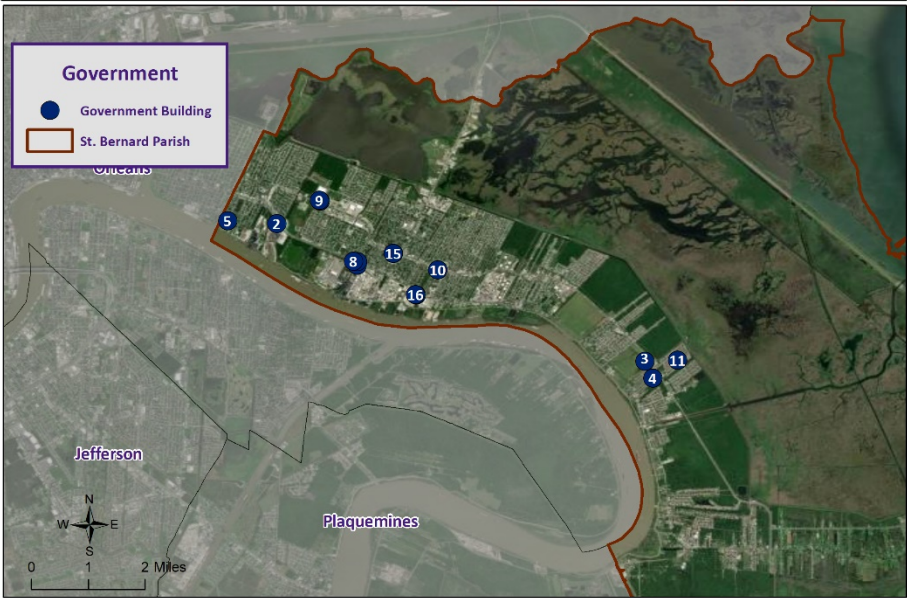 Government
Government Building
St. Bernard Parish
Orleans
5
2
9
8
15
10
16
3
11
4
Jefferson
Plaquemines
N
W E
S
0 1 2 Miles